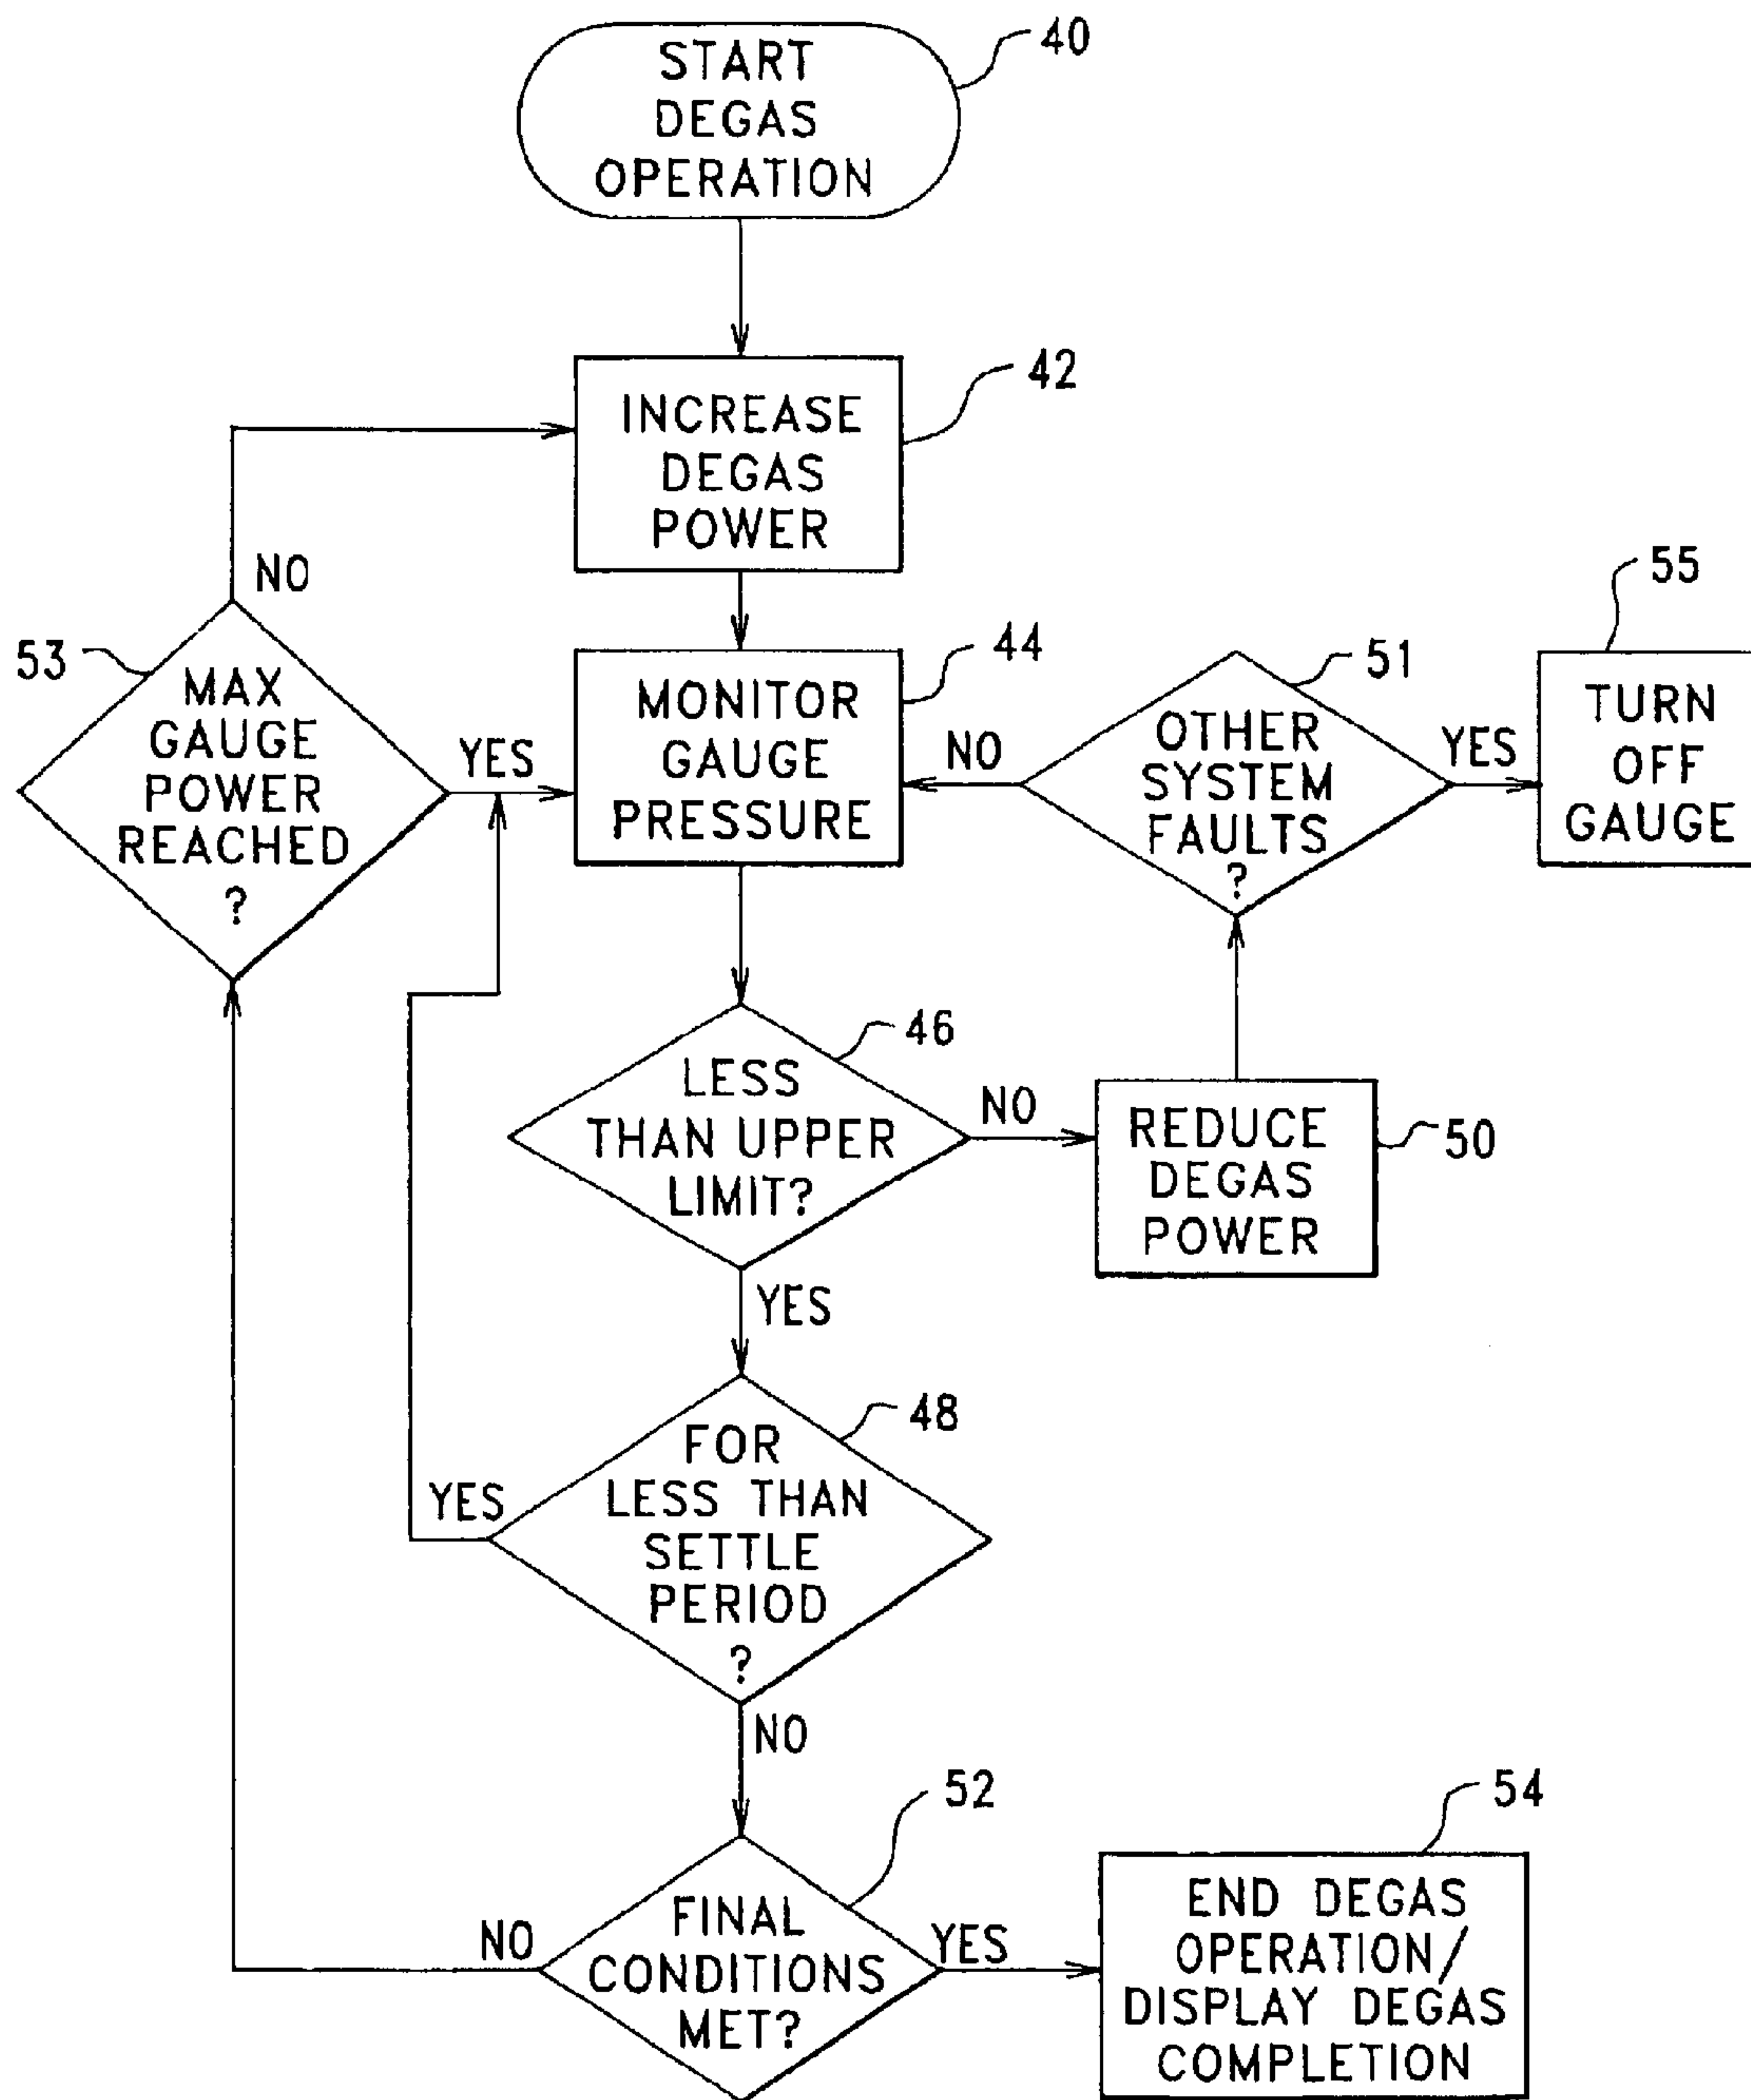 START
DEGAS
OPERATION
40
INCREASE
DEGAS
POWER
42
NO
53
MAX
GAUGE
POWER
REACHED
?
YES
MONITOR
GAUGE
PRESSURE
44
NO
OTHER
SYSTEM
FAULTS
?
51
YES
55
TURN
OFF
GAUGE
LESS
THAN UPPER
LIMIT?
46
NO
REDUCE
DEGAS
POWER
50
YES
FOR
LESS THAN
SETTLE
PERIOD
?
48
YES
NO
FINAL
CONDITIONS
MET?
52
NO
YES
54
END DEGAS
OPERATION/
DISPLAY DEGAS
COMPLETION